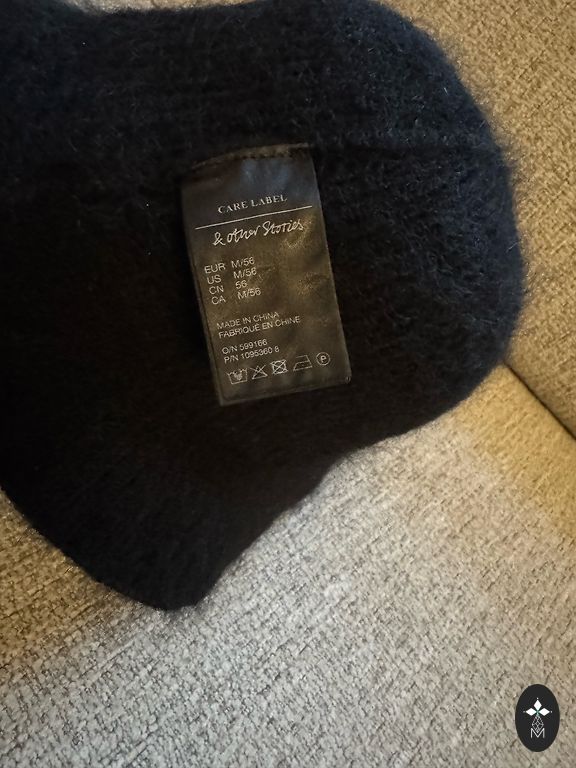 CARE LABEL
& other Stories
EUR M/56
US M/56
CN 56
CA M/56
MADE IN CHINA
FABRIQUÉ EN CHINE
O/N 599166
P/N 1095360 8
P
M